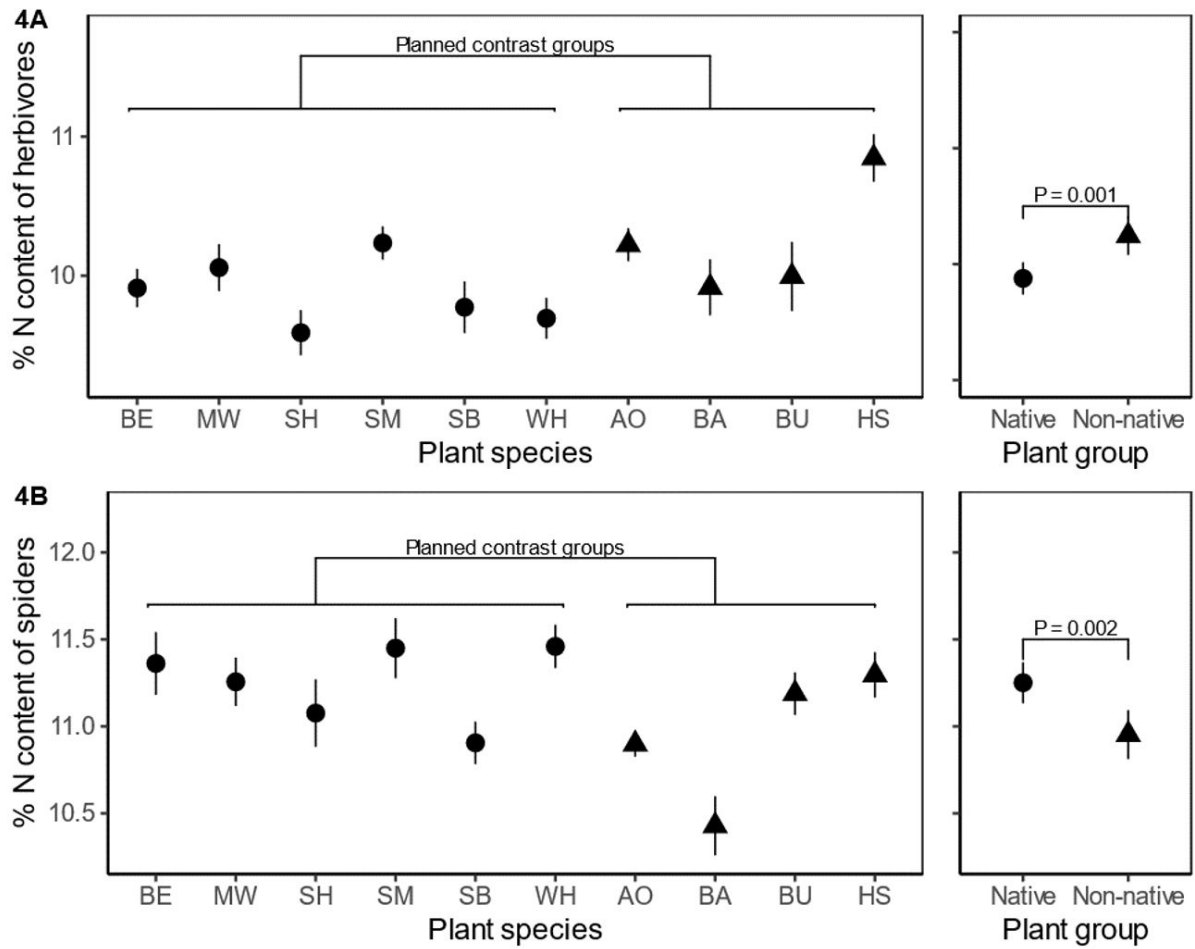 4A
% N content of herbivores
Planned contrast groups
11
10
BE MW SH SM SB WH AO BA BU HS
Plant species
P = 0.001
Native Non-native
Plant group
4B
% N content of spiders
Planned contrast groups
12.0
11.5
11.0
10.5
BE MW SH SM SB WH AO BA BU HS
Plant species
P = 0.002
Native Non-native
Plant group